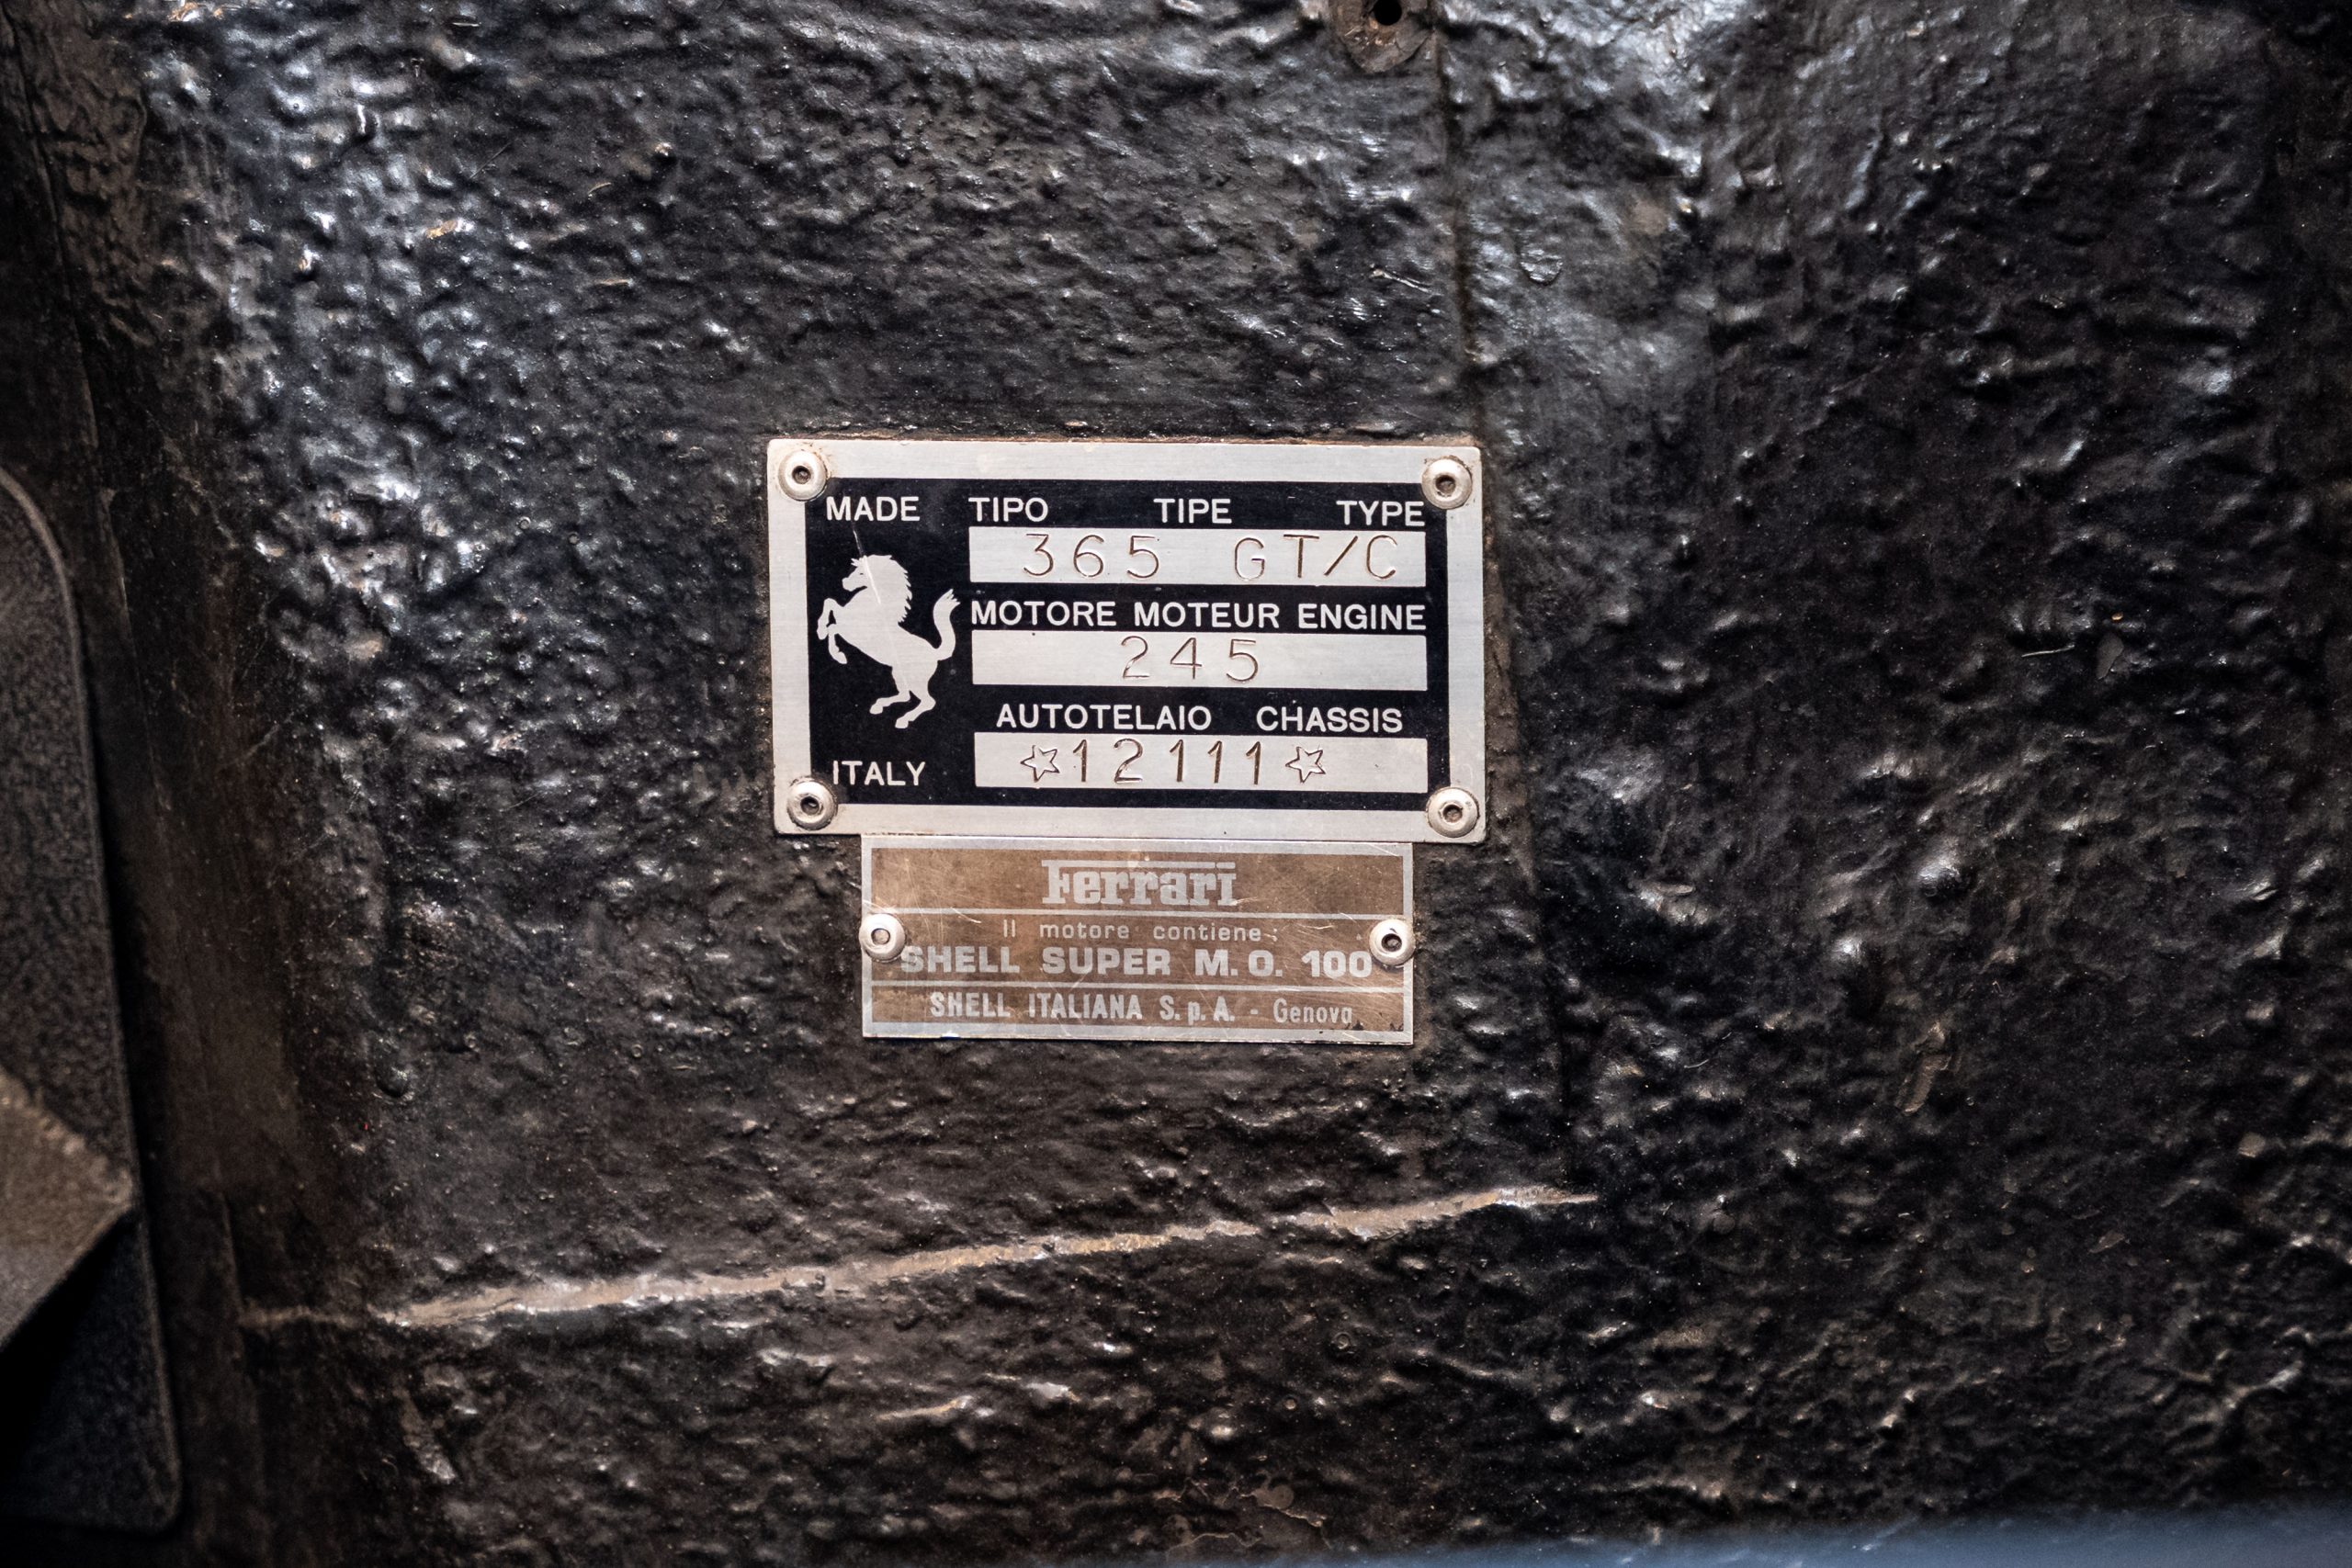 MADE TIPO TIPE TYPE
365 GT/C
MOTORE MOTEUR ENGINE
245
AUTOTELAIO CHASSIS
☆12111☆
ITALY
Ferrari
Il motore contiene:
SHELL SUPER M.O. 100
SHELL ITALIANA S.p.A. - Genova